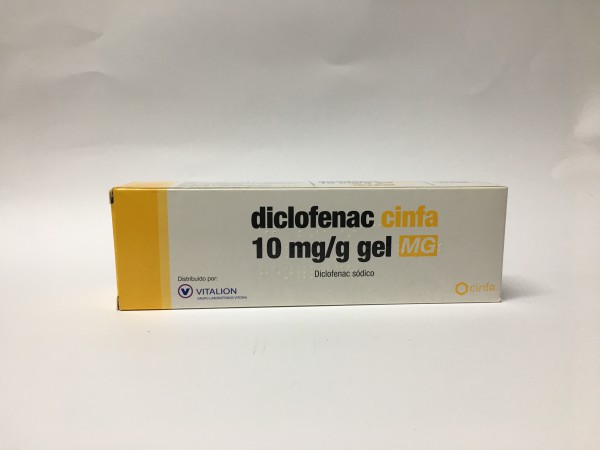 diclofenac cinfa
10 mg/g gel MG
Diclofenac sódico
Distribuido por:
VITALION
cinfa